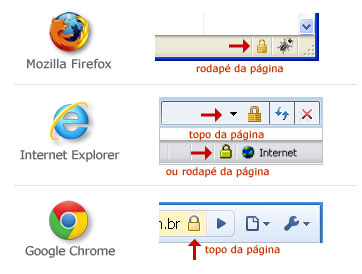 Mozilla Firefox
rodapé da página
Internet Explorer
topo da página
Internet
ou rodapé da página
Google Chrome
n.br
topo da página